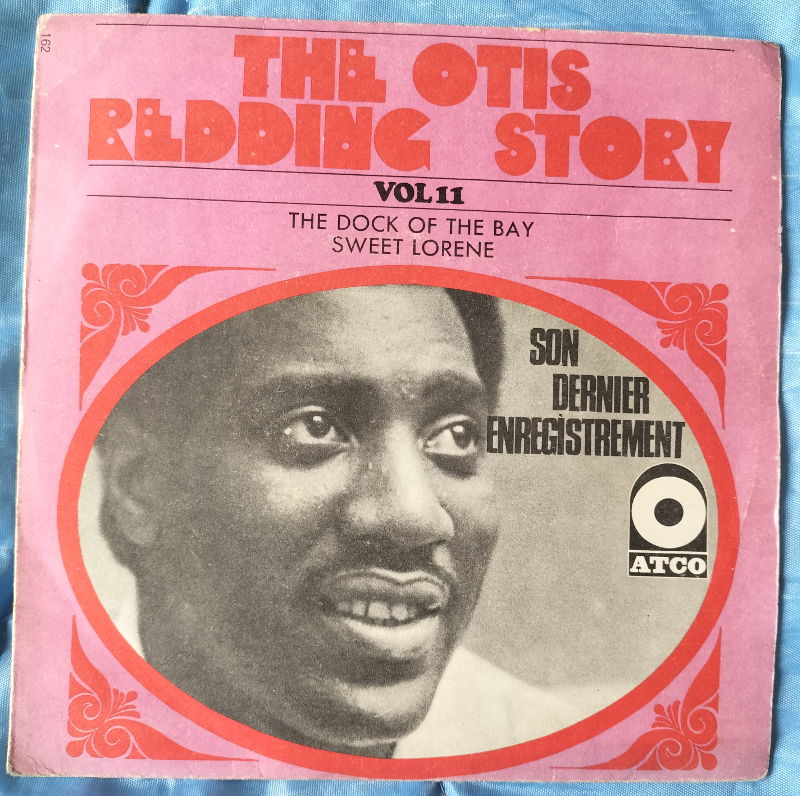 162
THE OTIS
REDDING STORY
VOL 11
THE DOCK OF THE BAY
SWEET LORENE
SON
DERNIER
ENREGiSTREMENT
ATCO